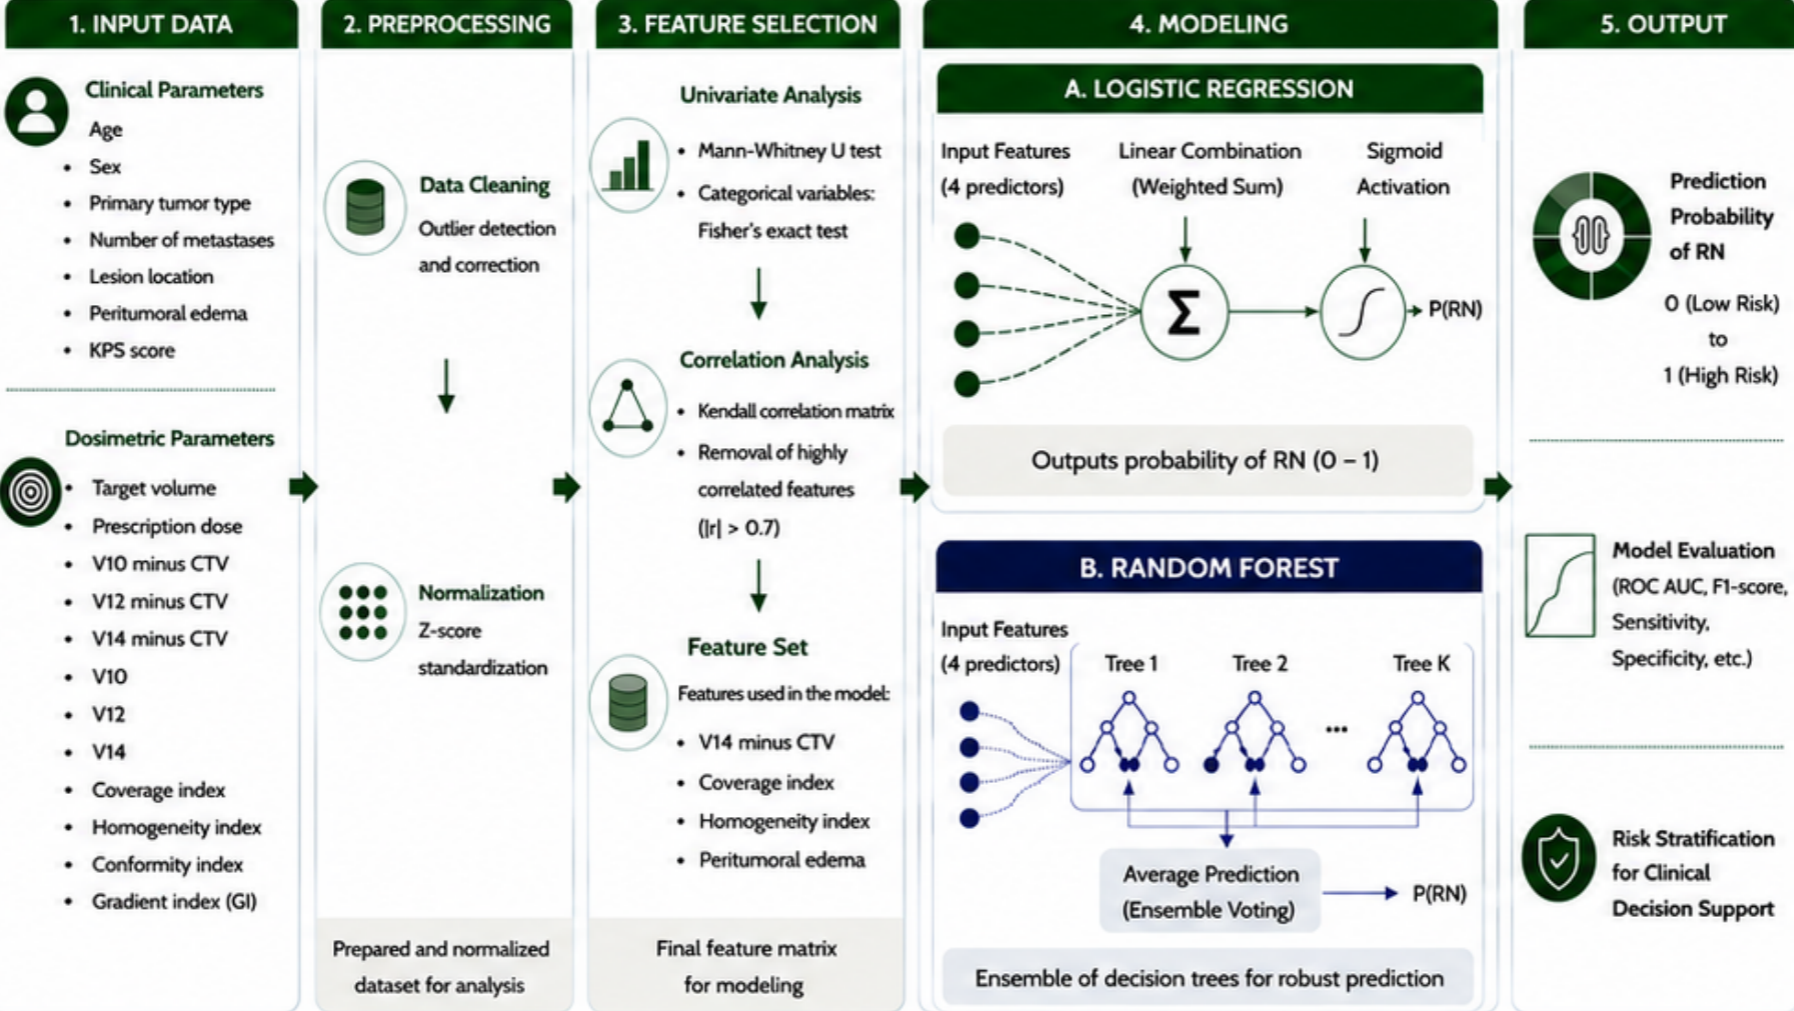 1. INPUT DATA
Clinical Parameters
Age
• Sex
• Primary tumor type
• Number of metastases
• Lesion location
• Peritumoral edema
• KPS score
Dosimetric Parameters
• Target volume
• Prescription dose
• V10 minus CTV
• V12 minus CTV
• V14 minus CTV
• V10
• V12
• V14
• Coverage index
• Homogeneity index
• Conformity index
• Gradient index (GI)
2. PREPROCESSING
Data Cleaning
Outlier detection
and correction
Normalization
Z-score
standardization
Prepared and normalized
dataset for analysis
3. FEATURE SELECTION
Univariate Analysis
• Mann-Whitney U test
• Categorical variables:
Fisher's exact test
Correlation Analysis
• Kendall correlation matrix
• Removal of highly
correlated features
(|r| > 0.7)
Feature Set
Features used in the model:
• V14 minus CTV
• Coverage index
• Homogeneity index
• Peritumoral edema
Final feature matrix
for modeling
4. MODELING
A. LOGISTIC REGRESSION
Input Features
(4 predictors)
Linear Combination
(Weighted Sum)
Sigmoid
Activation
Σ
P(RN)
Outputs probability of RN (0 – 1)
B. RANDOM FOREST
Input Features
(4 predictors)
Tree 1
Tree 2
...
Tree K
Average Prediction
(Ensemble Voting)
P(RN)
Ensemble of decision trees for robust prediction
5. OUTPUT
Prediction
Probability
of RN
0 (Low Risk)
to
1 (High Risk)
Model Evaluation
(ROC AUC, F1-score,
Sensitivity,
Specificity, etc.)
Risk Stratification
for Clinical
Decision Support